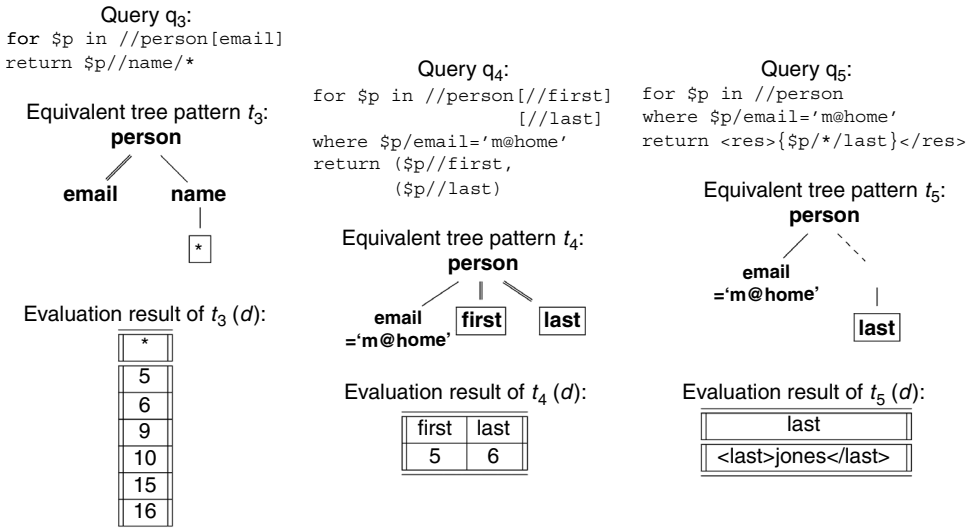 Query q3:
for $p in //person[email]
return $p//name/*
Equivalent tree pattern t3:
person
email name
*
Evaluation result of t3 (d):
*
5
6
9
10
15
16
Query q4:
for $p in //person[//first]
[//last]
where $p/email='m@home'
return ($p//first,
($p//last)
Equivalent tree pattern t4:
person
email
='m@home'
first
last
Evaluation result of t4 (d):
first last
5 6
Query q5:
for $p in //person
where $p/email='m@home'
return <res>{$p/*/last}</res>
Equivalent tree pattern t5:
person
email
='m@home'
last
Evaluation result of t5 (d):
last
<last>jones</last>